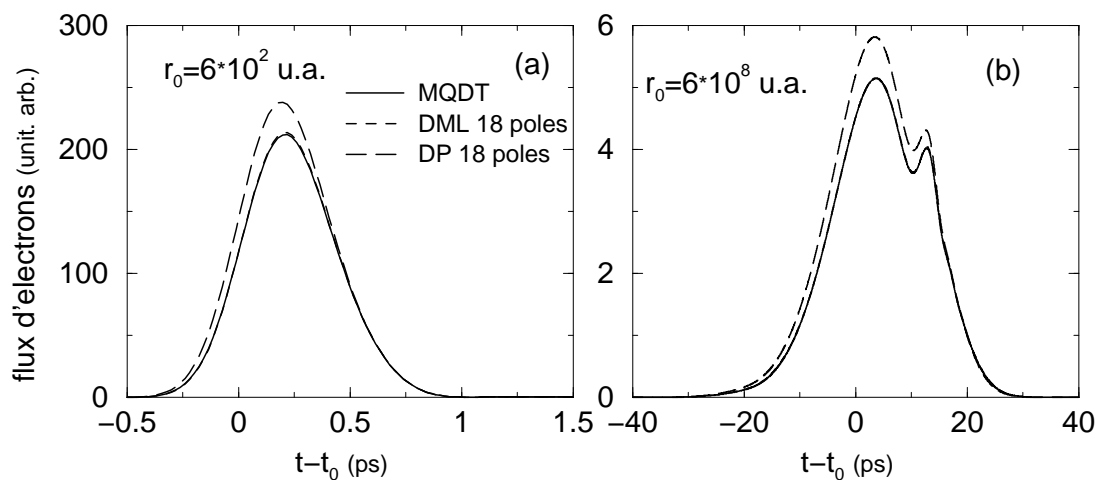 flux d'electrons (unit. arb.)
300
200
100
0
(a)
r₀=6*10² u.a.
MQDT
DML 18 poles
DP 18 poles
−0.5 0 0.5 1 1.5
t−t₀ (ps)
6
4
2
0
(b)
r₀=6*10⁸ u.a.
−40 −20 0 20 40
t−t₀ (ps)